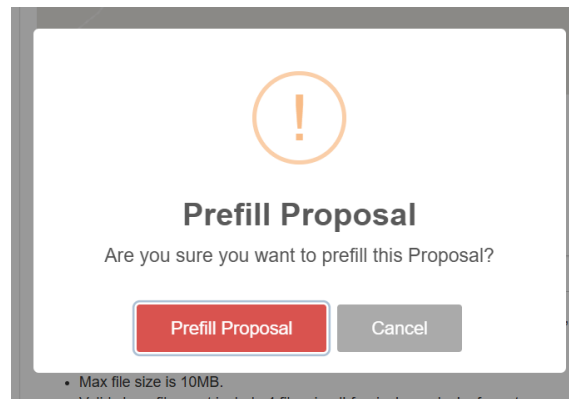 !
Prefill Proposal
Are you sure you want to prefill this Proposal?
Prefill Proposal
Cancel
Max file size is 10MB.